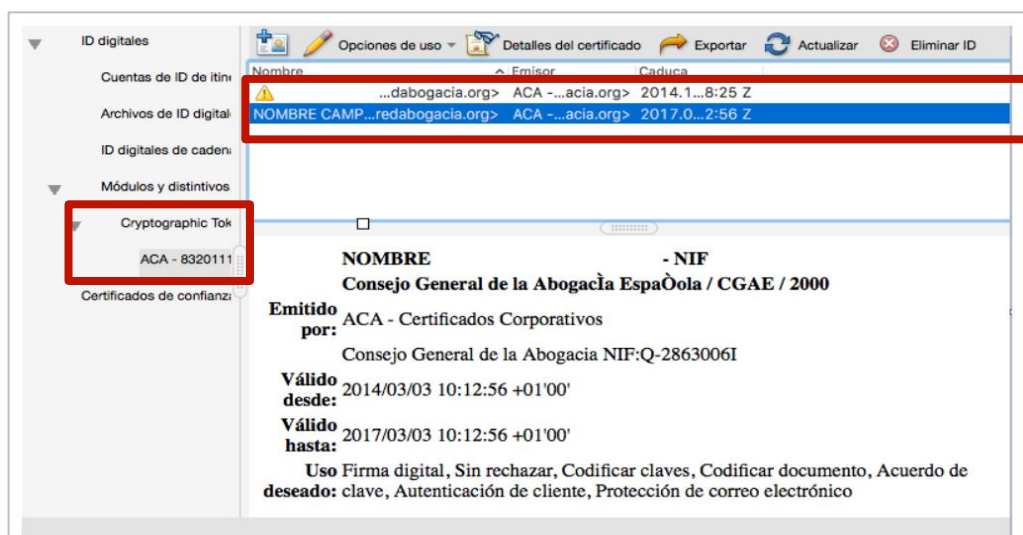 ID digitales
Opciones de uso Detalles del certificado Exportar Actualizar Eliminar ID
Cuentas de ID de itine
Archivos de ID digital
ID digitales de caden
Módulos y distintivos
Cryptographic Tok
ACA - 8320111
Certificados de confianz
Nombre Emisor Caduca
...dabogacia.org> ACA -...acia.org> 2014.1...8:25 Z
NOMBRE CAMP...redabogacia.org> ACA -...acia.org> 2017.0...2:56 Z
NOMBRE - NIF
Consejo General de la AbogacÌa EspaÒola / CGAE / 2000
Emitido por: ACA - Certificados Corporativos
Consejo General de la Abogacia NIF:Q-2863006I
Válido desde: 2014/03/03 10:12:56 +01'00'
Válido hasta: 2017/03/03 10:12:56 +01'00'
Uso Firma digital, Sin rechazar, Codificar claves, Codificar documento, Acuerdo de
deseado: clave, Autenticación de cliente, Protección de correo electrónico